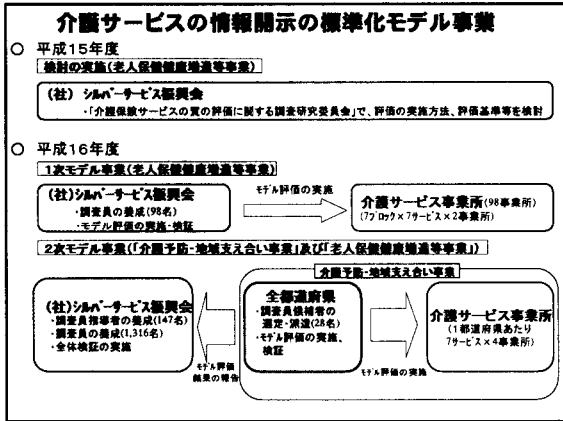 介護サービスの情報開示の標準化モデル事業
○ 平成15年度
検討の実施(老人保健健康増進等事業)
(社)シルバーサービス振興会
・「介護保険サービスの質の評価に関する調査研究委員会」で、評価の実施方法、評価基準等を検討
○ 平成16年度
1次モデル事業(老人保健健康増進等事業)
(社)シルバーサービス振興会
・調査員の養成(98名)
・モデル評価の実施・検証
モデル評価の実施
介護サービス事業所(98事業所)
(7ブロック×7サービス×2事業所)
2次モデル事業(「介護予防・地域支え合い事業」及び「老人保健健康増進等事業」)
介護予防・地域支え合い事業
(社)シルバーサービス振興会
・調査員指導者の養成(147名)
・調査員の養成(1,316名)
・全体検証の実施
モデル評価
結果の報告
全都道府県
・調査員候補者の
選定・派遣(28名)
・モデル評価の実施、
検証
モデル評価の実施
介護サービス事業所
(1都道府県あたり
7サービス×4事業所)